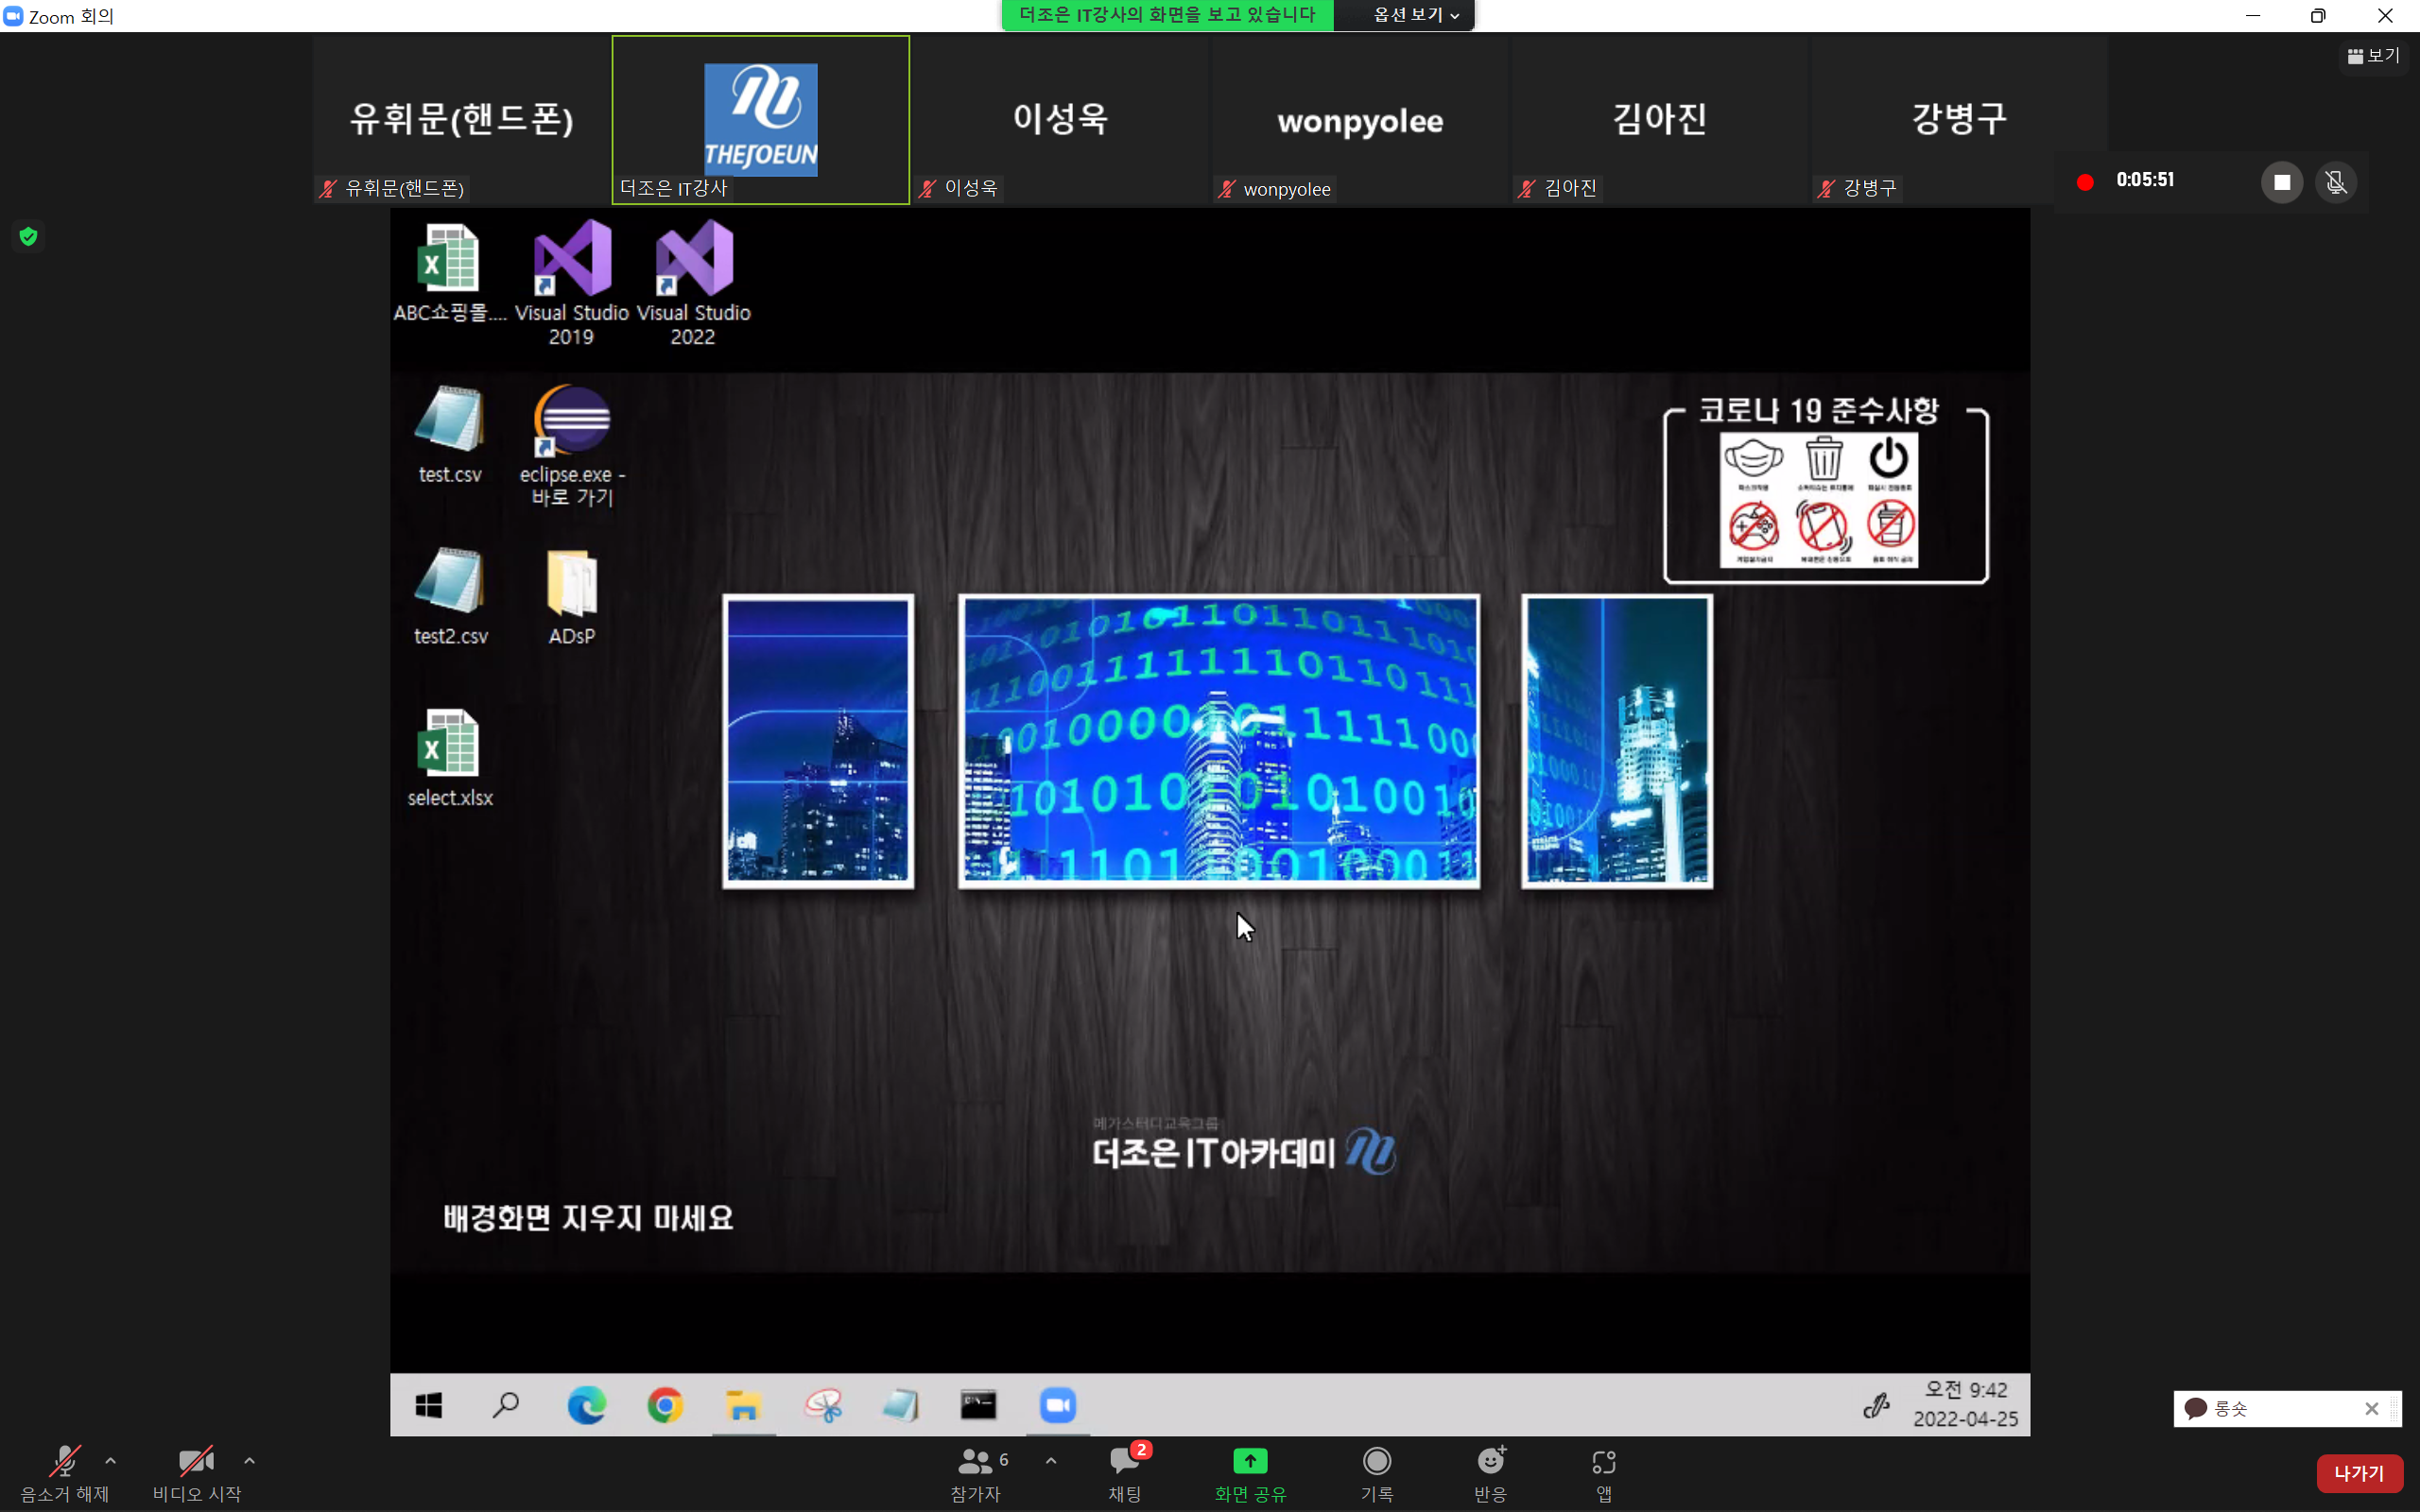 Zoom 회의
더조은 IT강사의 화면을 보고 있습니다
옵션 보기
보기
유휘문(핸드폰)
THEJOEUN
이성욱
wonpyolee
김아진
강병구
유휘문(핸드폰)
더조은 IT강사
이성욱
wonpyolee
김아진
강병구
0:05:51
ABC쇼핑몰....
Visual Studio 2019
Visual Studio 2022
코로나 19 준수사항
test.csv
eclipse.exe - 바로 가기
test2.csv
ADsP
select.xlsx
메가스터디교육그룹
더조은 IT아카데미
배경화면 지우지 마세요
오전 9:42
2022-04-25
롱숏
음소거 해제
비디오 시작
6
참가자
2
채팅
화면 공유
기록
반응
앱
나가기